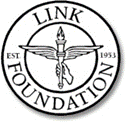 LINK
EST. 1953
FOUNDATION